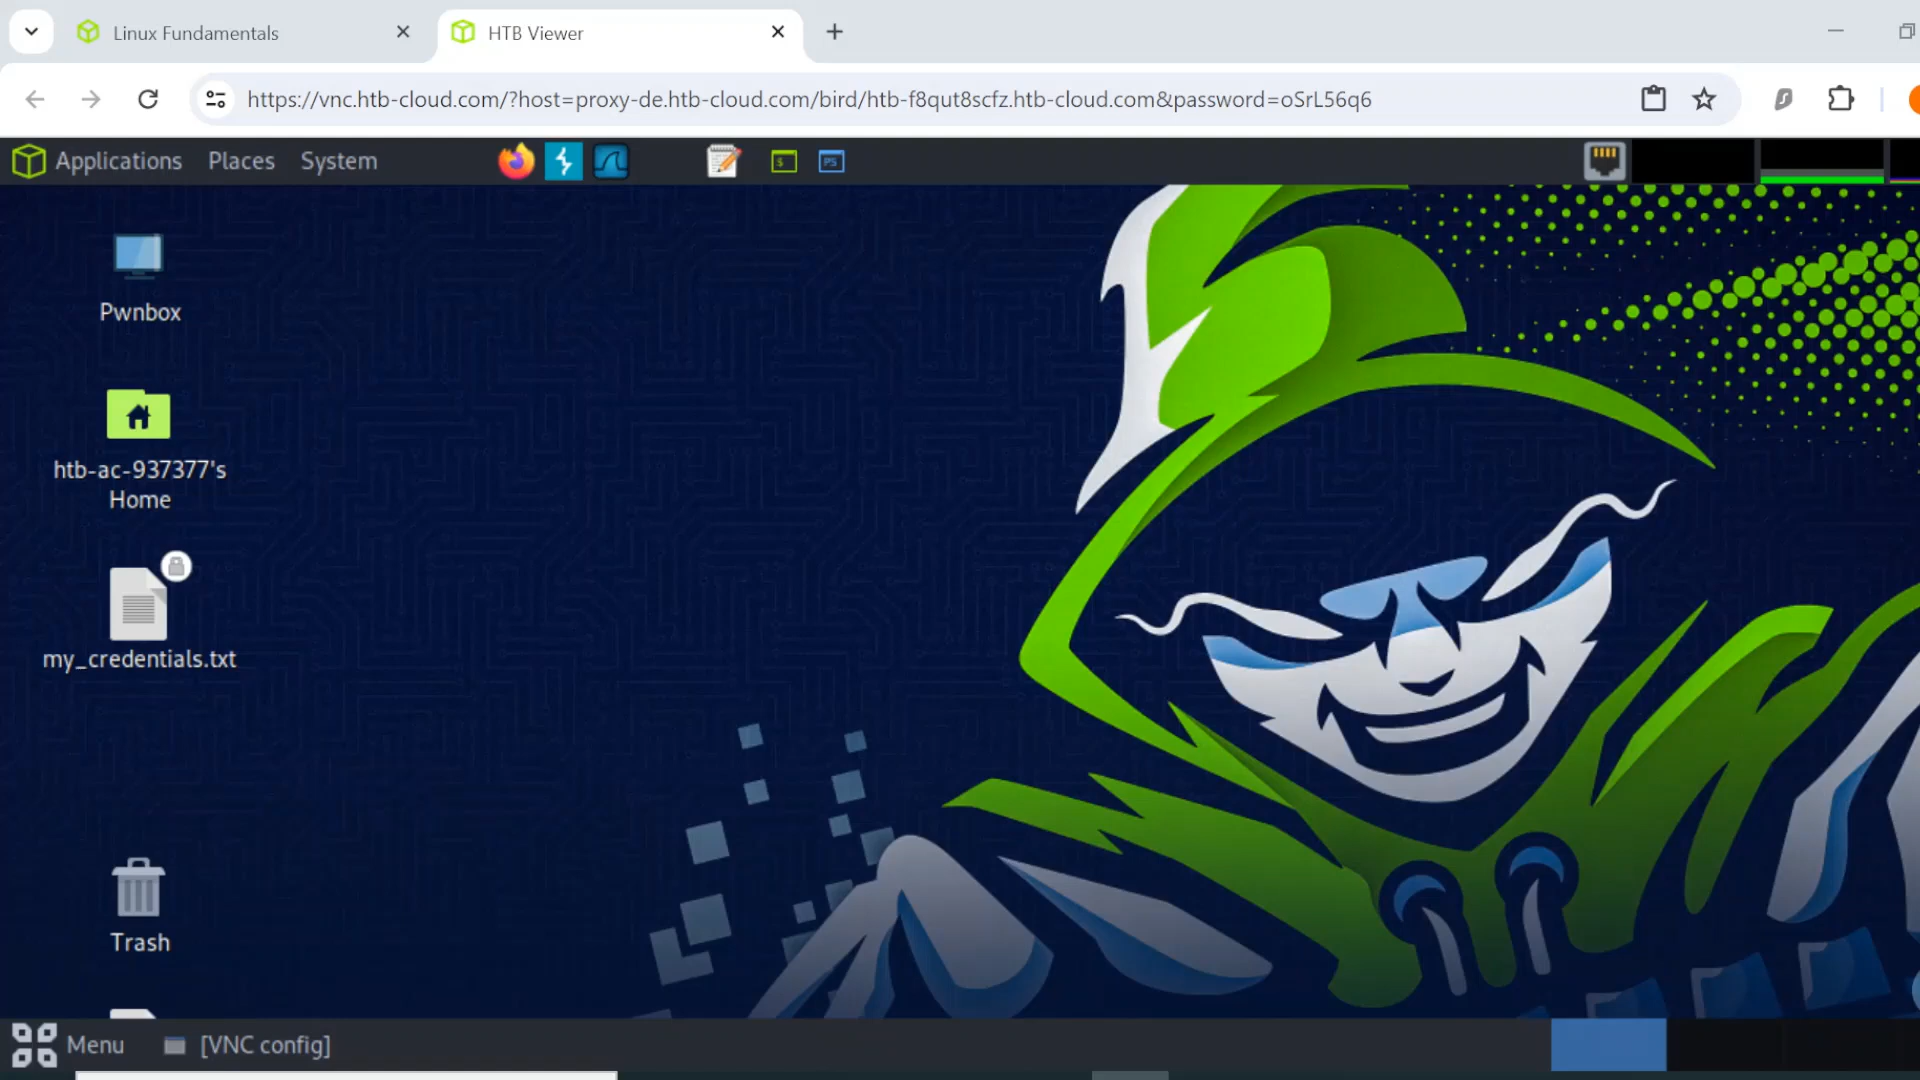 Linux Fundamentals
HTB Viewer
https://vnc.htb-cloud.com/?host=proxy-de.htb-cloud.com/bird/htb-f8qut8scfz.htb-cloud.com&password=oSrL56q6
Applications Places System
$
PS
Pwnbox
htb-ac-937377's
Home
my_credentials.txt
Trash
Menu [VNC config]